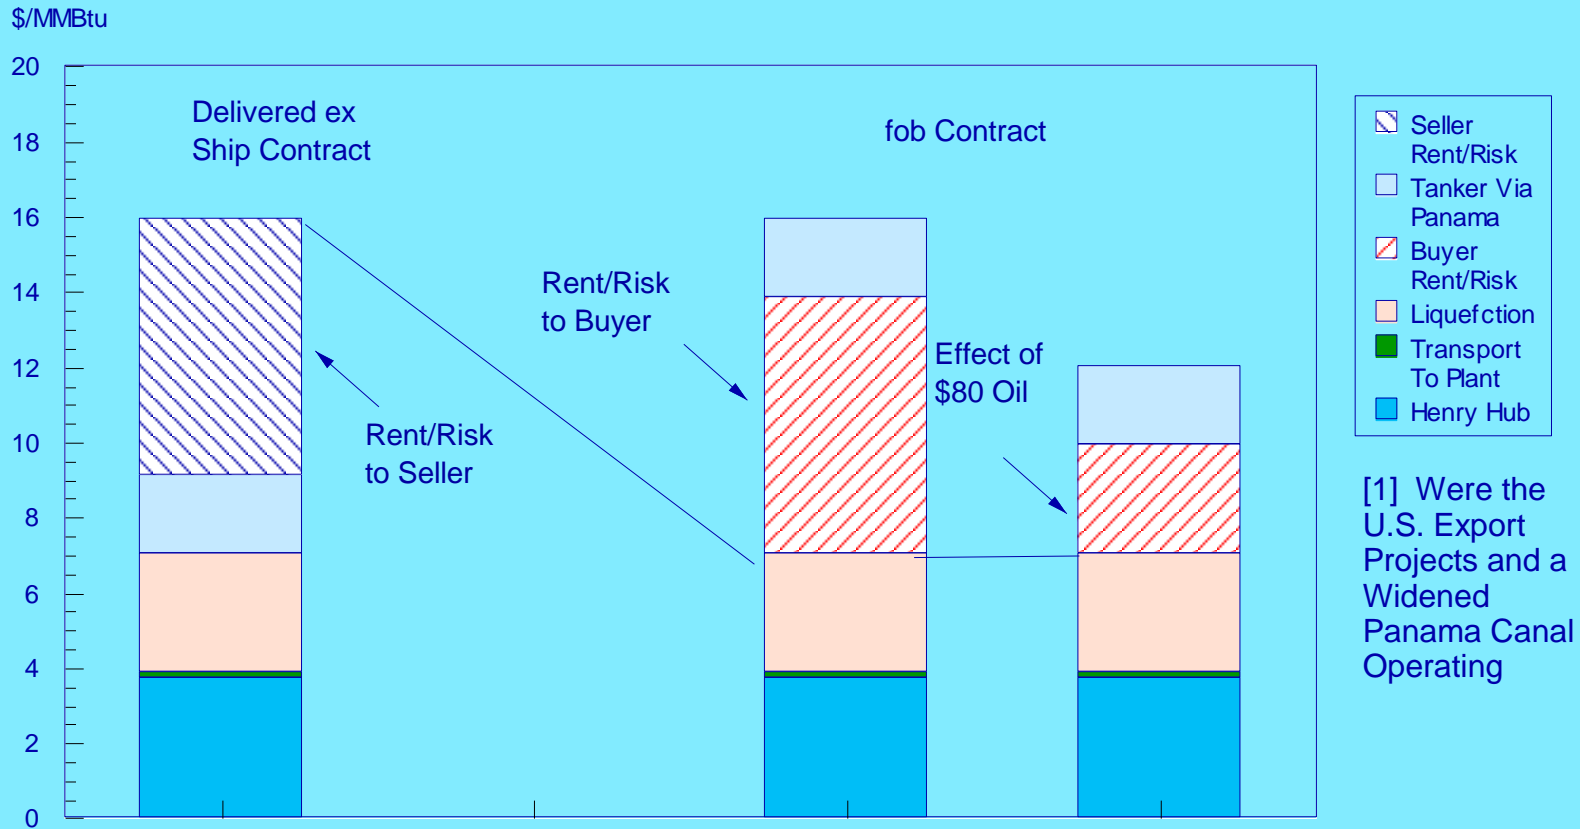 $/MMBtu
20
18
16
14
12
10
8
6
4
2
0
Delivered ex
Ship Contract
fob Contract
Rent/Risk
to Buyer
Effect of
$80 Oil
Rent/Risk
to Seller
Seller
Rent/Risk
Tanker Via
Panama
Buyer
Rent/Risk
Liquefction
Transport
To Plant
Henry Hub
[1] Were the
U.S. Export
Projects and a
Widened
Panama Canal
Operating